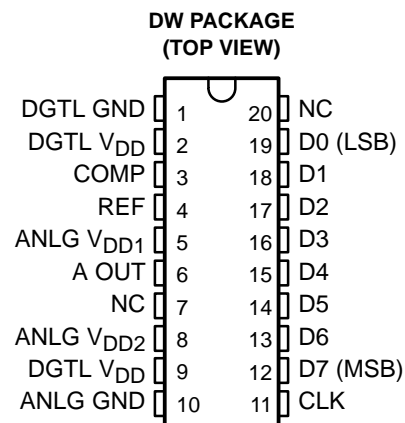 DW PACKAGE
(TOP VIEW)
DGTL GND 1 20 NC
DGTL VDD 2 19 D0 (LSB)
COMP 3 18 D1
REF 4 17 D2
ANLG VDD1 5 16 D3
A OUT 6 15 D4
NC 7 14 D5
ANLG VDD2 8 13 D6
DGTL VDD 9 12 D7 (MSB)
ANLG GND 10 11 CLK